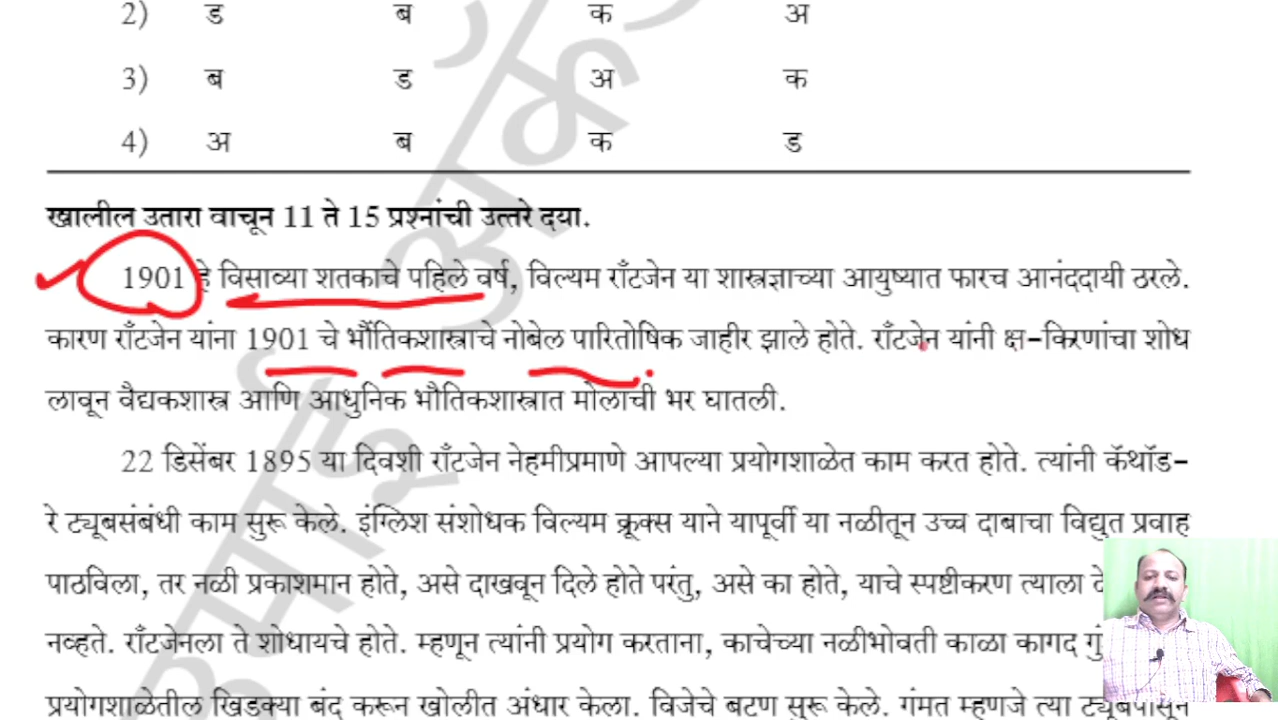 2) ड ब क अ
3) ब ड अ क
4) अ ब क ड
खालील उतारा वाचून 11 ते 15 प्रश्नांची उत्तरे दया.
1901 हे विसाव्या शतकाचे पहिले वर्ष, विल्यम राँटजेन या शास्त्रज्ञाच्या आयुष्यात फारच आनंददायी ठरले.
कारण राँटजेन यांना 1901 चे भौतिकशास्त्राचे नोबेल पारितोषिक जाहीर झाले होते. राँटजेन यांनी क्ष-किरणांचा शोध
लावून वैद्यकशास्त्र आणि आधुनिक भौतिकशास्त्रात मोलाची भर घातली.
22 डिसेंबर 1895 या दिवशी राँटजेन नेहमीप्रमाणे आपल्या प्रयोगशाळेत काम करत होते. त्यांनी कॅथॉड-
रे ट्यूबसंबंधी काम सुरू केले. इंग्लिश संशोधक विल्यम क्रूक्स याने यापूर्वी या नळीतून उच्च दाबाचा विद्युत प्रवाह
पाठविला, तर नळी प्रकाशमान होते, असे दाखवून दिले होते परंतु, असे का होते, याचे स्पष्टीकरण त्याला
नव्हते. राँटजेनला ते शोधायचे होते. म्हणून त्यांनी प्रयोग करताना, काचेच्या नळीभोवती काळा कागद
प्रयोगशाळेतील खिडक्या बंद करून खोलीत अंधार केला. विजेचे बटण सुरू केले. गंमत म्हणजे त्या ट्यूबपासून